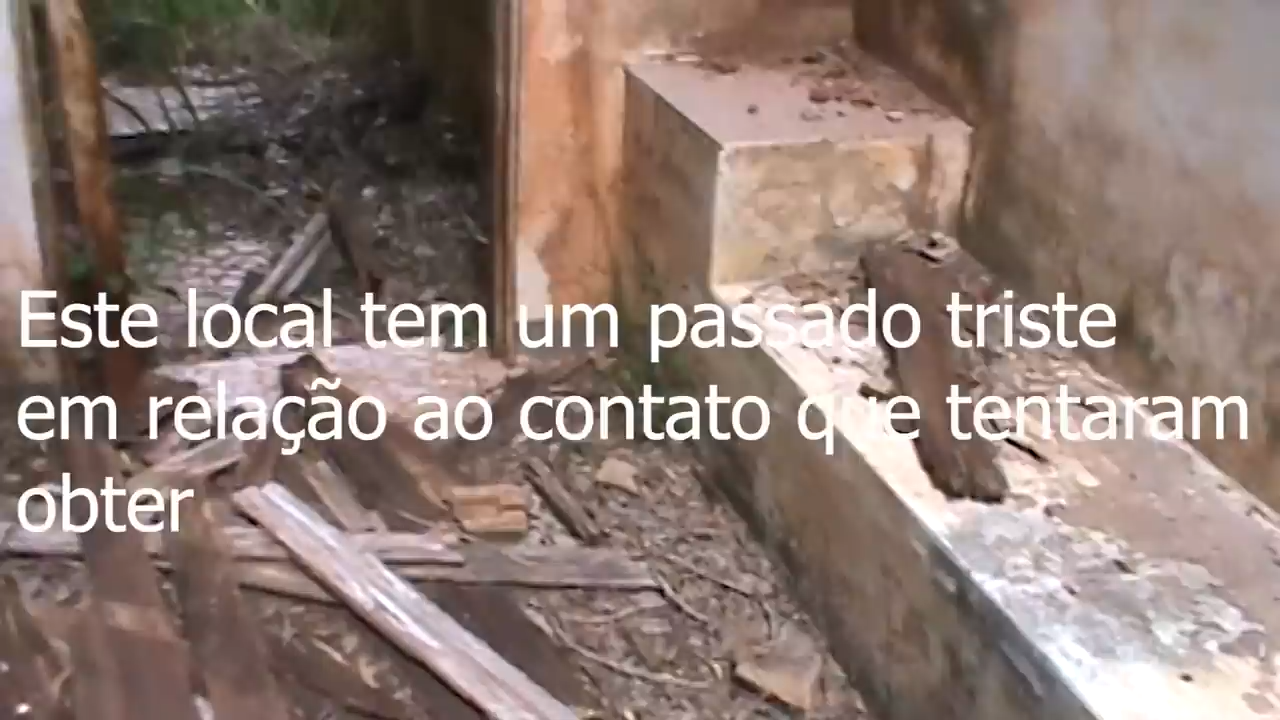 Este local tem um passado triste
em relação ao contato que tentaram
obter